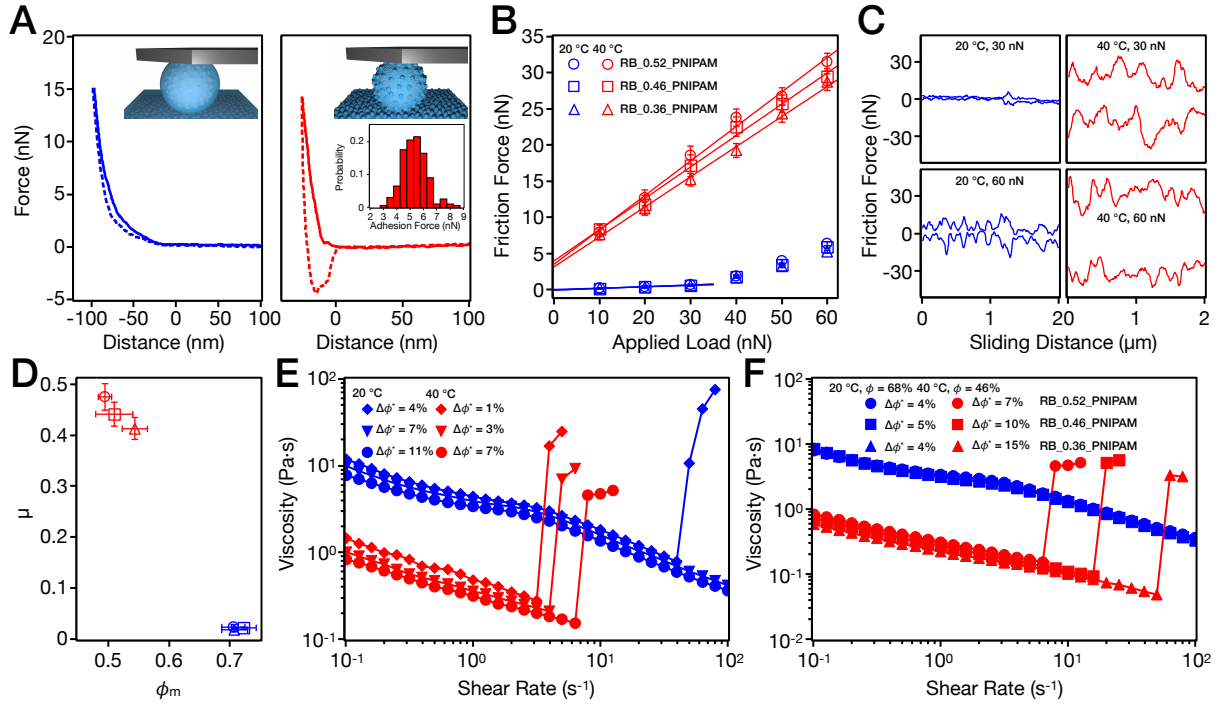 A
20
15
10
5
0
-5
Force (nN)
-100
-50
0
50
100
Distance (nm)
0
50
100
Distance (nm)
0.2
0.1
0
Probability
2 3 4 5 6 7 8 9
Adhesion Force (nN)
B
35
30
25
20
15
10
5
0
Friction Force (nN)
20 °C 40 °C
RB_0.52_PNIPAM
RB_0.46_PNIPAM
RB_0.36_PNIPAM
0 10 20 30 40 50 60
Applied Load (nN)
C
Friction Force (nN)
30
0
-30
30
0
-30
20 °C, 30 nN
40 °C, 30 nN
20 °C, 60 nN
40 °C, 60 nN
0 1 2 1 2
Sliding Distance (µm)
D
0.5
0.4
0.3
0.2
0.1
0
µ
0.5 0.6 0.7
ϕm
E
10²
10¹
10⁰
10⁻¹
Viscosity (Pa·s)
20 °C 40 °C
Δϕ* = 4% Δϕ* = 1%
Δϕ* = 7% Δϕ* = 3%
Δϕ* = 11% Δϕ* = 7%
10⁻¹ 10⁰ 10¹ 10²
Shear Rate (s⁻¹)
F
10²
10¹
10⁰
10⁻¹
10⁻²
Viscosity (Pa·s)
20 °C, ϕ = 68% 40 °C, ϕ = 46%
Δϕ* = 4% Δϕ* = 7% RB_0.52_PNIPAM
Δϕ* = 5% Δϕ* = 10% RB_0.46_PNIPAM
Δϕ* = 4% Δϕ* = 15% RB_0.36_PNIPAM
10⁻¹ 10⁰ 10¹ 10²
Shear Rate (s⁻¹)